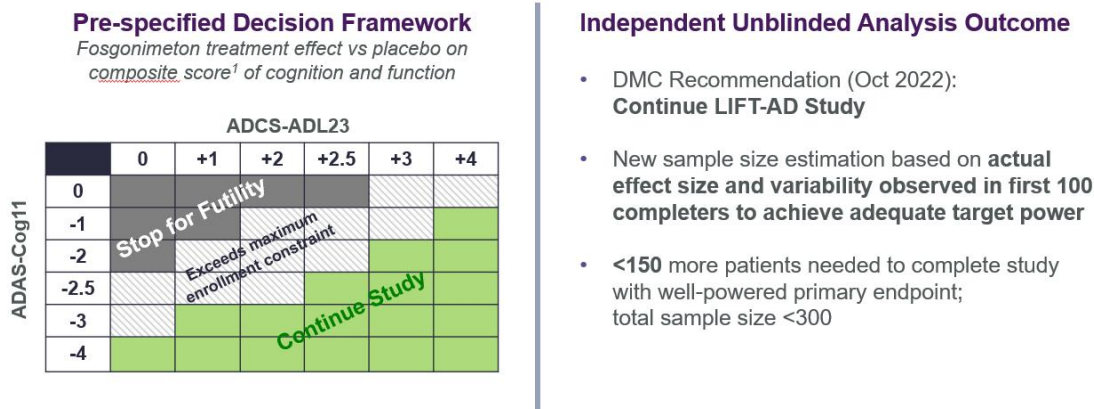 Pre-specified Decision Framework
Fosgonimeton treatment effect vs placebo on
composite score1 of cognition and function
ADCS-ADL23
0 +1 +2 +2.5 +3 +4
ADAS-Cog11
0
-1
-2
-2.5
-3
-4
Stop for Futility
Exceeds maximum
enrollment constraint
Continue Study
Independent Unblinded Analysis Outcome
• DMC Recommendation (Oct 2022):
Continue LIFT-AD Study
• New sample size estimation based on actual
effect size and variability observed in first 100
completers to achieve adequate target power
• <150 more patients needed to complete study
with well-powered primary endpoint;
total sample size <300